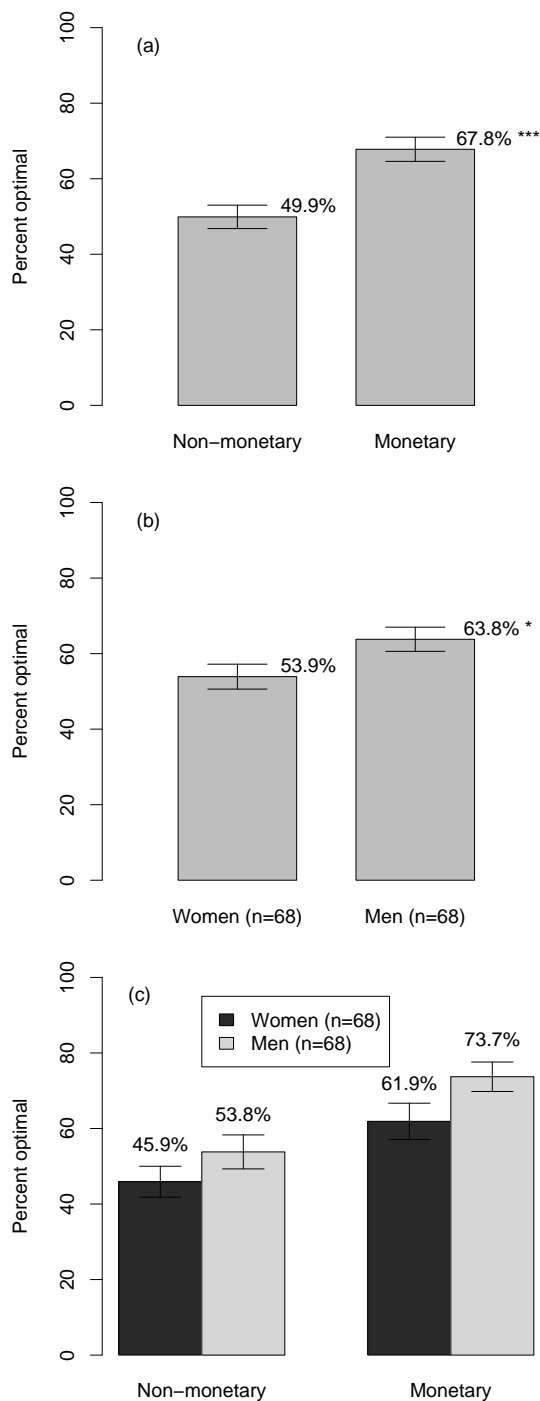 (a)
100
80
60
40
20
0
Percent optimal
67.8% ***
49.9%
Non−monetary
Monetary
(b)
100
80
60
40
20
0
Percent optimal
63.8% *
53.9%
Women (n=68)
Men (n=68)
(c)
100
80
60
40
20
0
Percent optimal
Women (n=68)
Men (n=68)
45.9%
53.8%
61.9%
73.7%
Non−monetary
Monetary